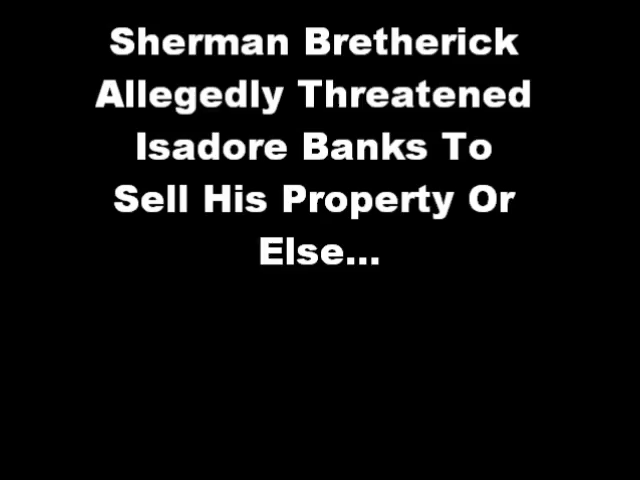 Sherman Bretherick
Allegedly Threatened
Isadore Banks To
Sell His Property Or
Else...